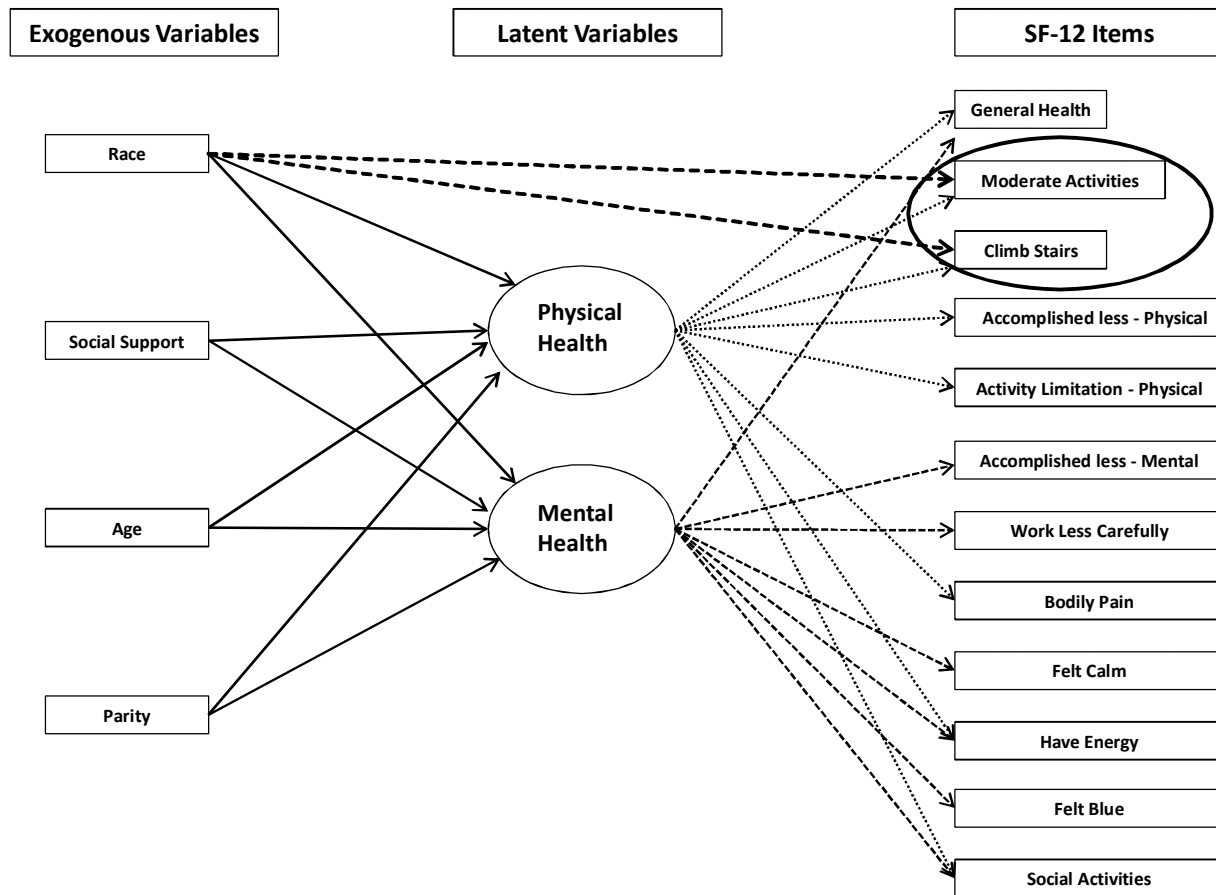 Exogenous Variables
Latent Variables
SF-12 Items
General Health
Race
Moderate Activities
Climb Stairs
Physical
Health
Social Support
Accomplished less - Physical
Activity Limitation - Physical
Accomplished less - Mental
Mental
Health
Age
Work Less Carefully
Bodily Pain
Felt Calm
Parity
Have Energy
Felt Blue
Social Activities